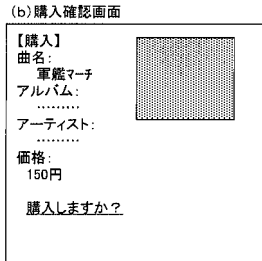 (b)購入確認画面
【購入】
曲名:
軍艦マーチ
アルバム:
………
アーティスト:
………
価格:
150円
購入しますか？